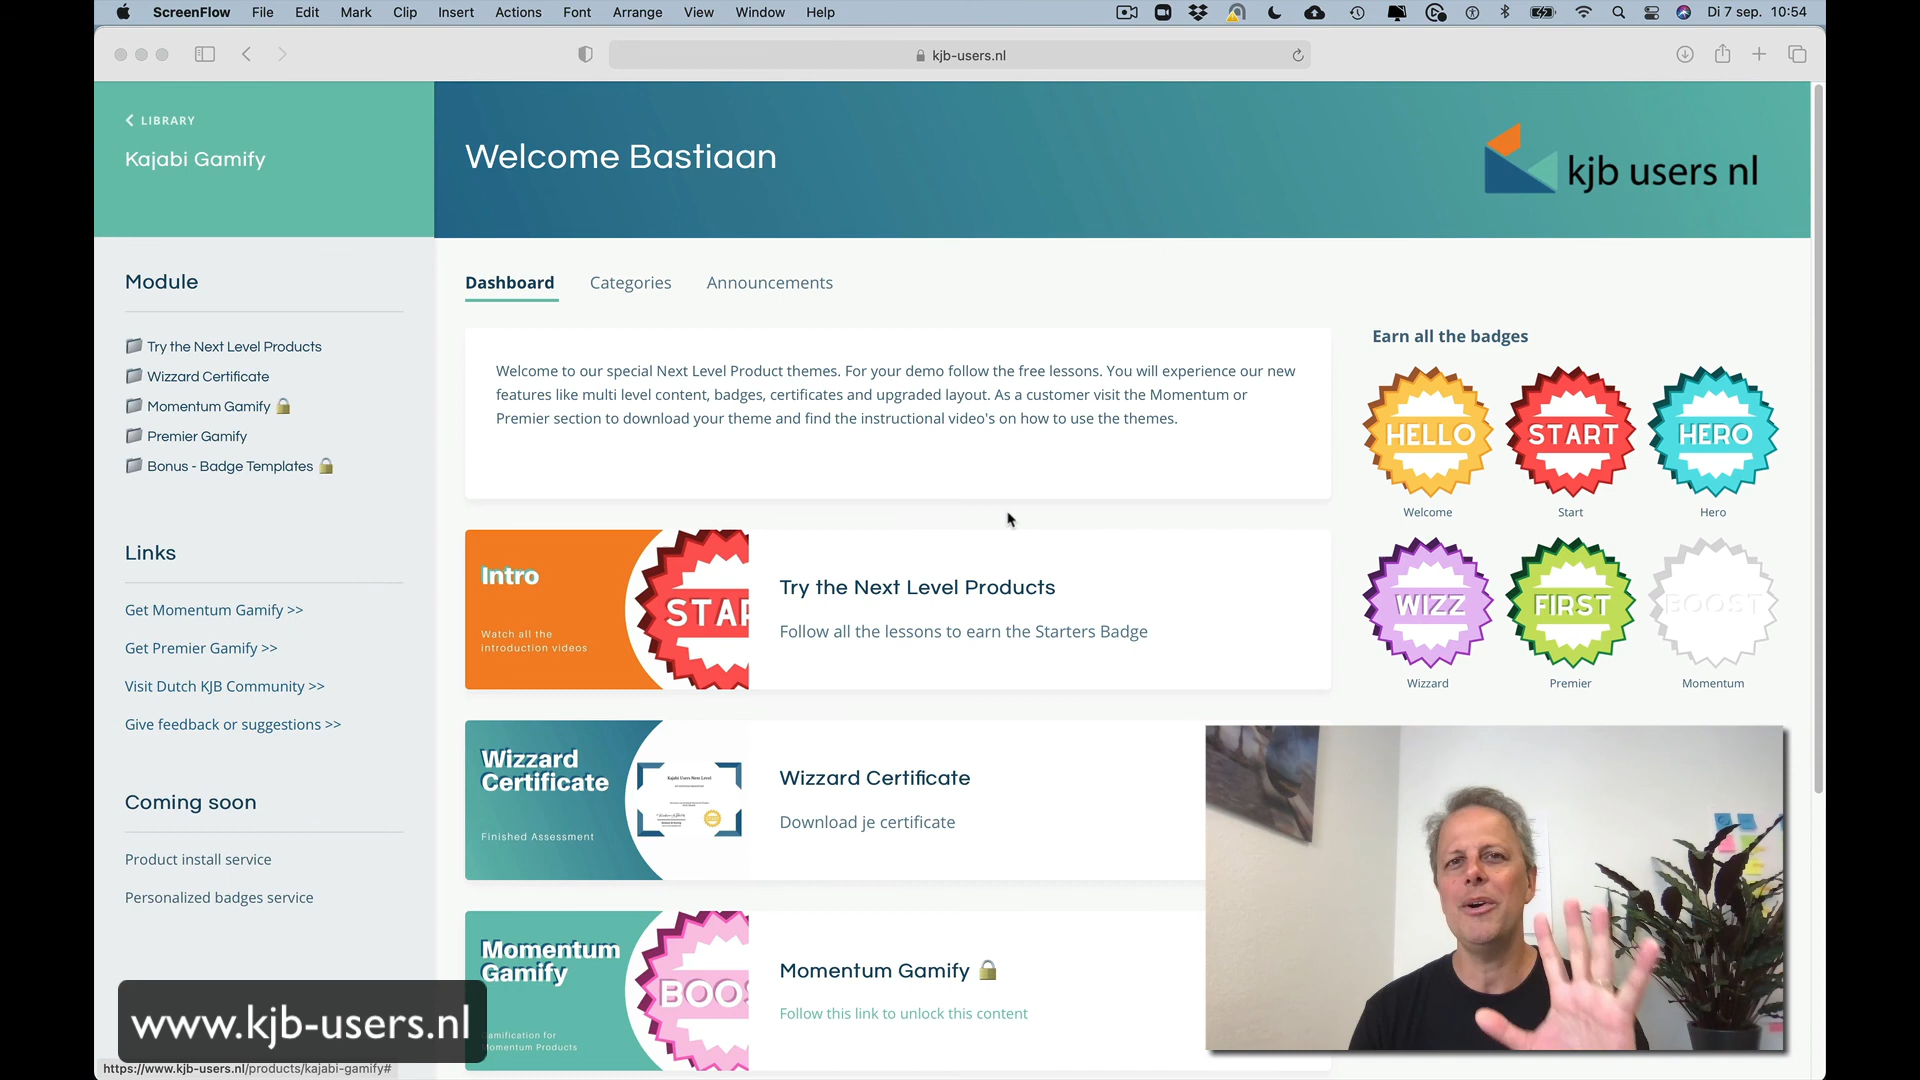 ScreenFlow File Edit Mark Clip Insert Actions Font Arrange View Window Help
Di 7 sep. 10:54
kjb-users.nl
LIBRARY
Kajabi Gamify
Welcome Bastiaan
kjb users nl
Module
Try the Next Level Products
Wizzard Certificate
Momentum Gamify
Premier Gamify
Bonus - Badge Templates
Links
Get Momentum Gamify >>
Get Premier Gamify >>
Visit Dutch KJB Community >>
Give feedback or suggestions >>
Coming soon
Product install service
Personalized badges service
Dashboard Categories Announcements
Welcome to our special Next Level Product themes. For your demo follow the free lessons. You will experience our new
features like multi level content, badges, certificates and upgraded layout. As a customer visit the Momentum or
Premier section to download your theme and find the instructional video's on how to use the themes.
Intro
Watch all the
introduction videos
STAR
Try the Next Level Products
Follow all the lessons to earn the Starters Badge
Wizzard
Certificate
Finished Assessment
Kajabi Users Next Level
Wizzard Certificate
Download je certificate
Momentum
Gamify
Gamification for
Momentum Products
BOOS
Momentum Gamify
Follow this link to unlock this content
Earn all the badges
HELLO START HERO
Welcome Start Hero
WIZZ FIRST BOOST
Wizzard Premier Momentum
www.kjb-users.nl
https://www.kjb-users.nl/products/kajabi-gamify#